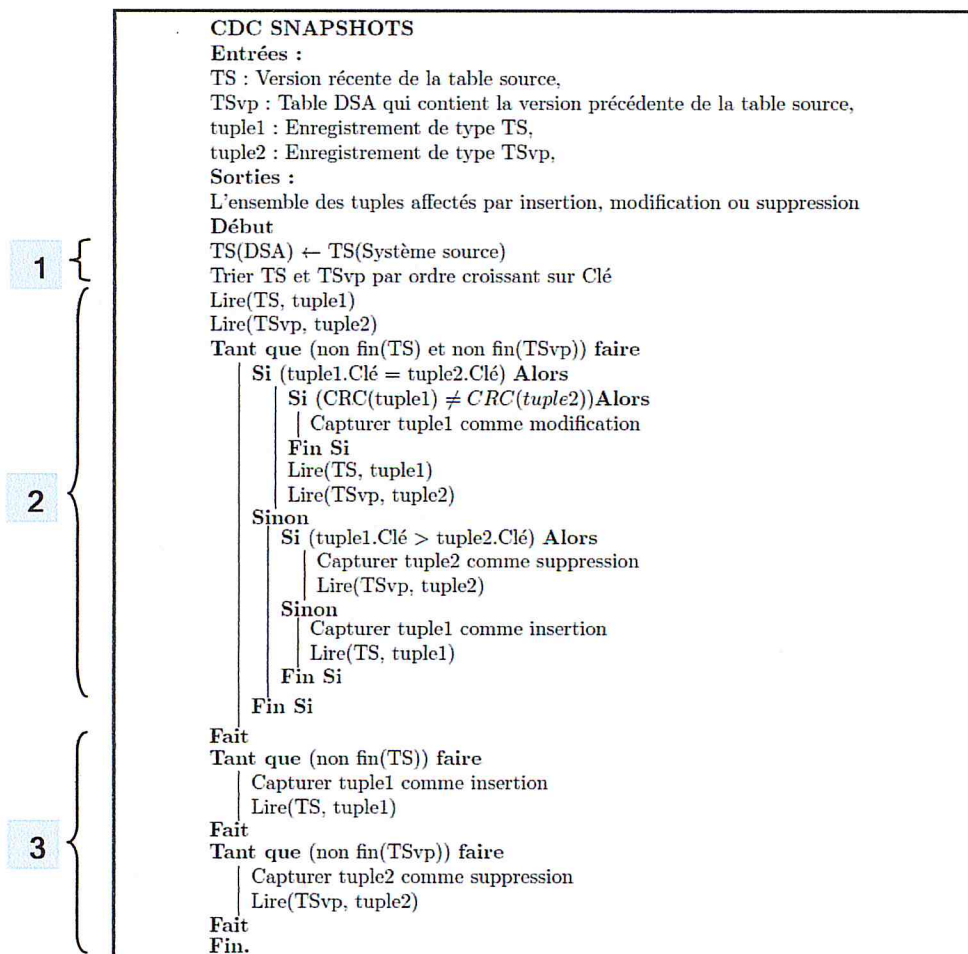 CDC SNAPSHOTS
Entrées :
TS : Version récente de la table source,
TSvp : Table DSA qui contient la version précédente de la table source,
tuple1 : Enregistrement de type TS,
tuple2 : Enregistrement de type TSvp,
Sorties :
L'ensemble des tuples affectés par insertion, modification ou suppression
Début
1
TS(DSA) ← TS(Système source)
Trier TS et TSvp par ordre croissant sur Clé
2
Lire(TS, tuple1)
Lire(TSvp, tuple2)
Tant que (non fin(TS) et non fin(TSvp)) faire
Si (tuple1.Clé = tuple2.Clé) Alors
Si (CRC(tuple1) ≠ CRC(tuple2))Alors
Capturer tuple1 comme modification
Fin Si
Lire(TS, tuple1)
Lire(TSvp, tuple2)
Sinon
Si (tuple1.Clé > tuple2.Clé) Alors
Capturer tuple2 comme suppression
Lire(TSvp, tuple2)
Sinon
Capturer tuple1 comme insertion
Lire(TS, tuple1)
Fin Si
Fin Si
Fait
3
Tant que (non fin(TS)) faire
Capturer tuple1 comme insertion
Lire(TS, tuple1)
Fait
Tant que (non fin(TSvp)) faire
Capturer tuple2 comme suppression
Lire(TSvp, tuple2)
Fait
Fin.